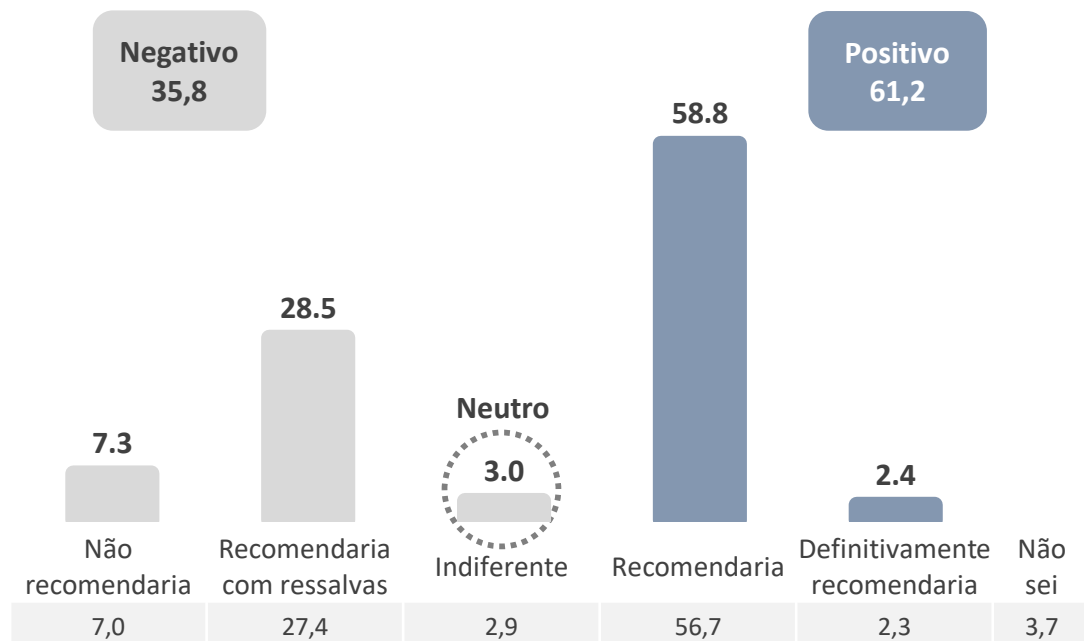 Negativo
35,8
Positivo
61,2
58.8
28.5
Neutro
7.3
3.0
2.4
Não
recomendaria
Recomendaria
com ressalvas
Indiferente
Recomendaria
Definitivamente
recomendaria
Não
sei
7,0 27,4 2,9 56,7 2,3 3,7